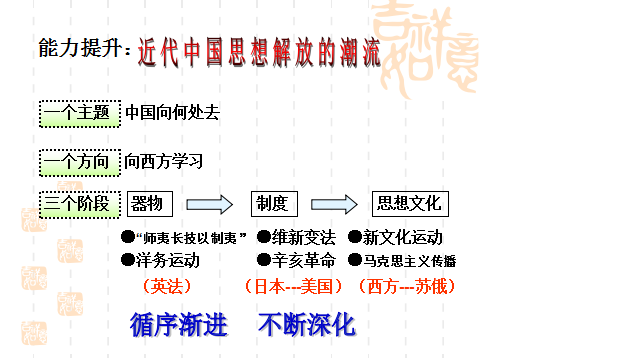 能力提升：近代中国思想解放的潮流
一个主题 中国向何处去
一个方向 向西方学习
三个阶段 器物 制度 思想文化
●“师夷长技以制夷” ●维新变法 ●新文化运动
●洋务运动 ●辛亥革命 ●马克思主义传播
（英法） （日本---美国）（西方---苏俄）
循序渐进 不断深化
吉祥如意